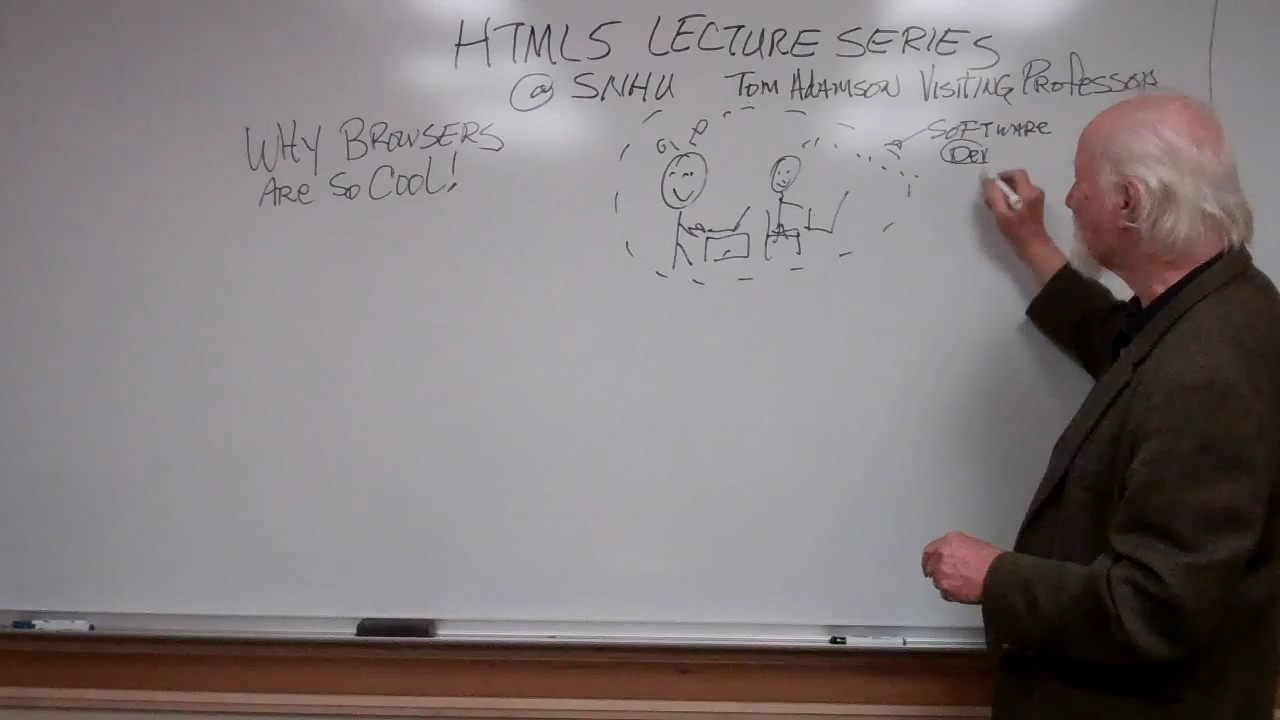 HTML5 LECTURE SERIES
@ SNHU TOM ADAMSON VISITING PROFESSOR
WHY BROWSERS
ARE SO COOL!
SOFTWARE
Dev